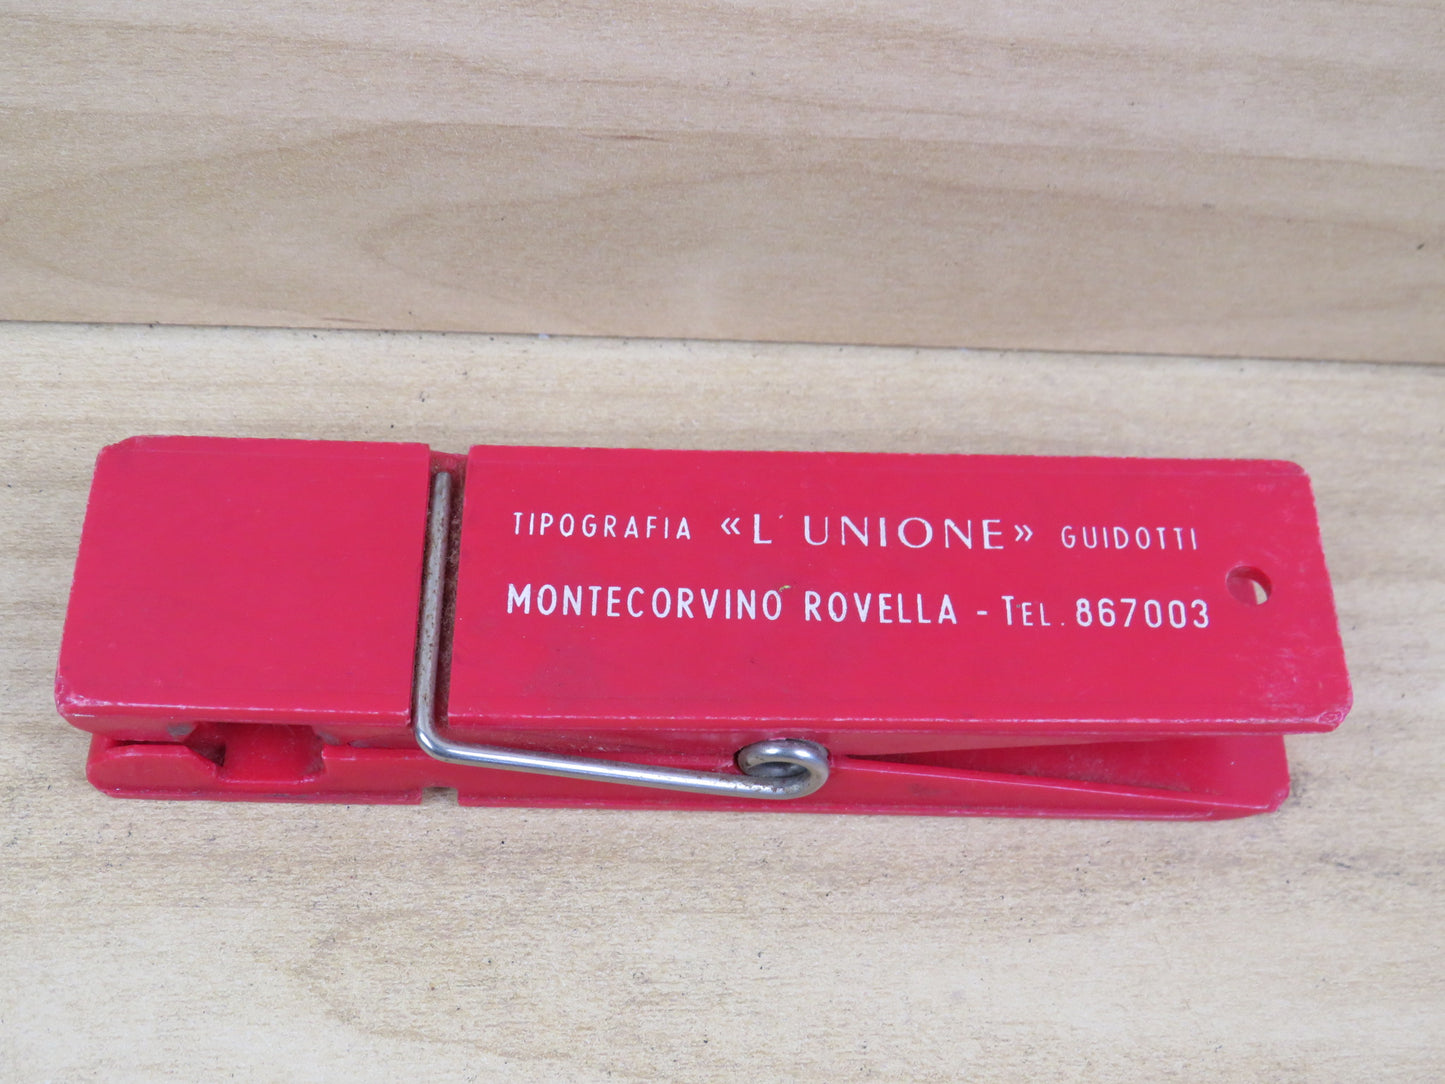 TIPOGRAFIA «L'UNIONE» GUIDOTTI
MONTECORVINO ROVELLA - TEL. 867003